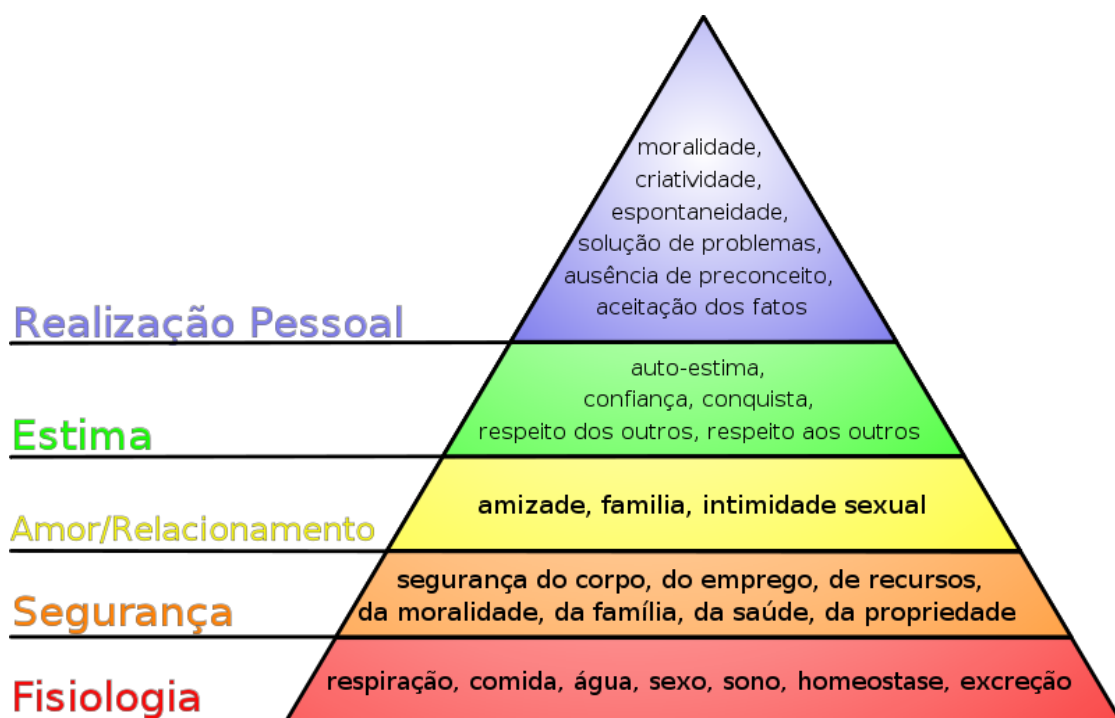 moralidade,
criatividade,
espontaneidade,
solução de problemas,
ausência de preconceito,
aceitação dos fatos
Realização Pessoal
auto-estima,
confiança, conquista,
respeito dos outros, respeito aos outros
Estima
amizade, familia, intimidade sexual
Amor/Relacionamento
segurança do corpo, do emprego, de recursos,
da moralidade, da família, da saúde, da propriedade
Segurança
respiração, comida, água, sexo, sono, homeostase, excreção
Fisiologia